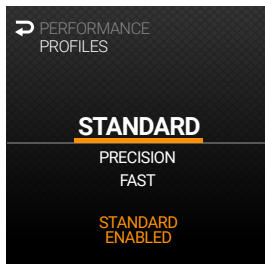 PERFORMANCE
PROFILES
STANDARD
PRECISION
FAST
STANDARD
ENABLED